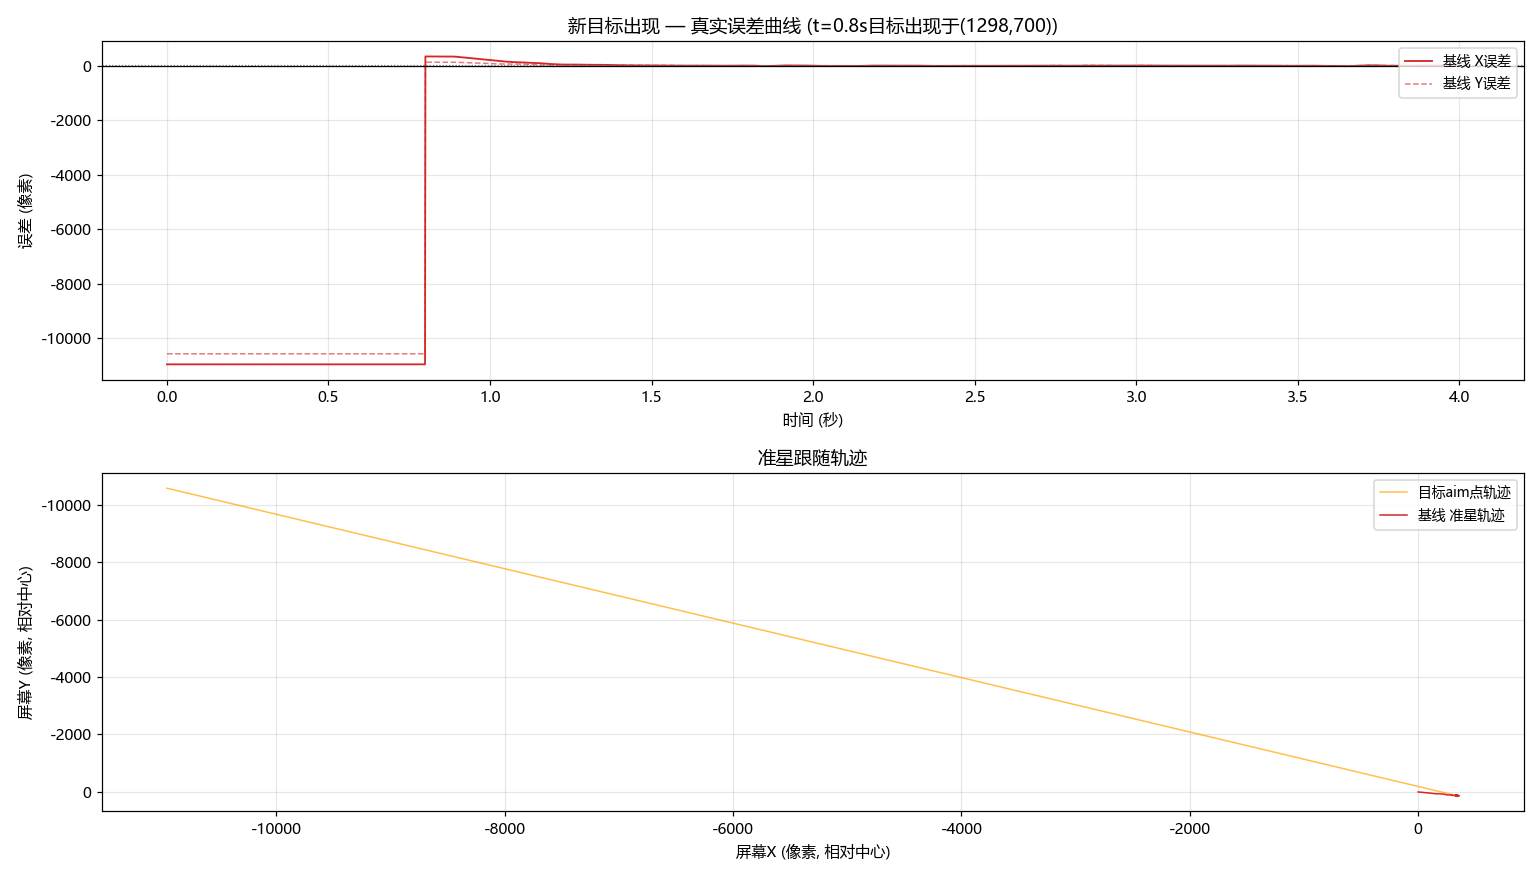 新目标出现 — 真实误差曲线 (t=0.8s目标出现于(1298,700))
基线 X误差
基线 Y误差
误差 (像素)
0
-2000
-4000
-6000
-8000
-10000
0.0 0.5 1.0 1.5 2.0 2.5 3.0 3.5 4.0
时间 (秒)
准星跟随轨迹
目标aim点轨迹
基线 准星轨迹
屏幕Y (像素, 相对中心)
-10000
-8000
-6000
-4000
-2000
0
-10000 -8000 -6000 -4000 -2000 0
屏幕X (像素, 相对中心)